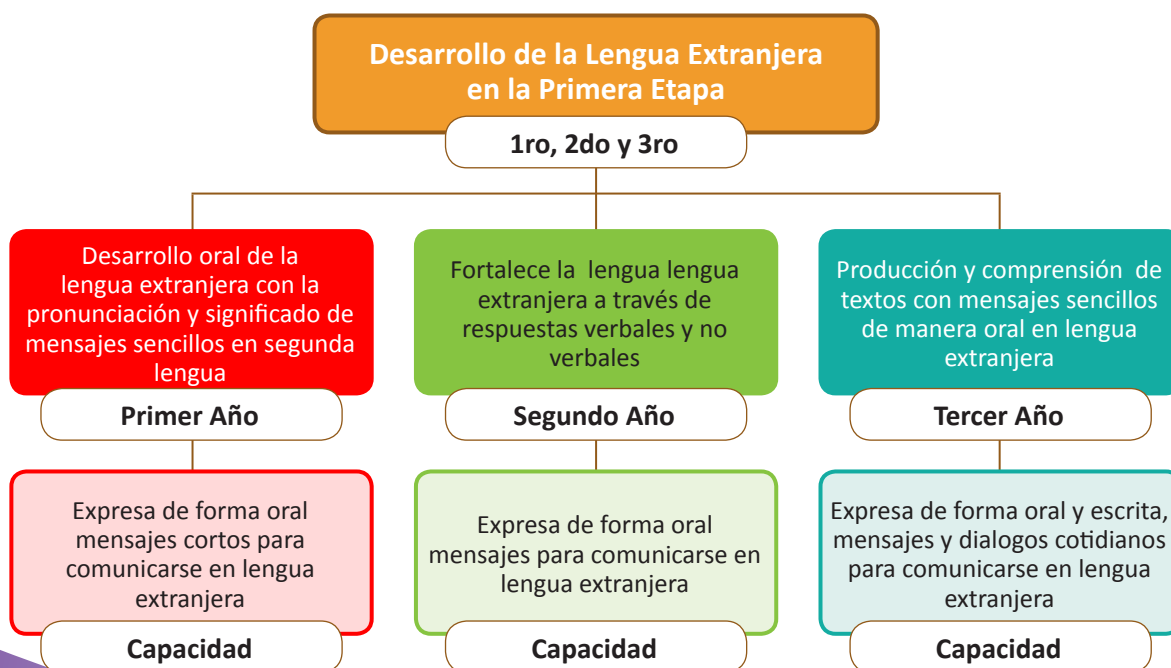 Desarrollo de la Lengua Extranjera
en la Primera Etapa
1ro, 2do y 3ro
Desarrollo oral de la
lengua extranjera con la
pronunciación y significado de
mensajes sencillos en segunda
lengua
Primer Año
Fortalece la lengua lengua
extranjera a través de
respuestas verbales y no
verbales
Segundo Año
Producción y comprensión de
textos con mensajes sencillos
de manera oral en lengua
extranjera
Tercer Año
Expresa de forma oral
mensajes cortos para
comunicarse en lengua
extranjera
Capacidad
Expresa de forma oral
mensajes para comunicarse en
lengua extranjera
Capacidad
Expresa de forma oral y escrita,
mensajes y dialogos cotidianos
para comunicarse en lengua
extranjera
Capacidad